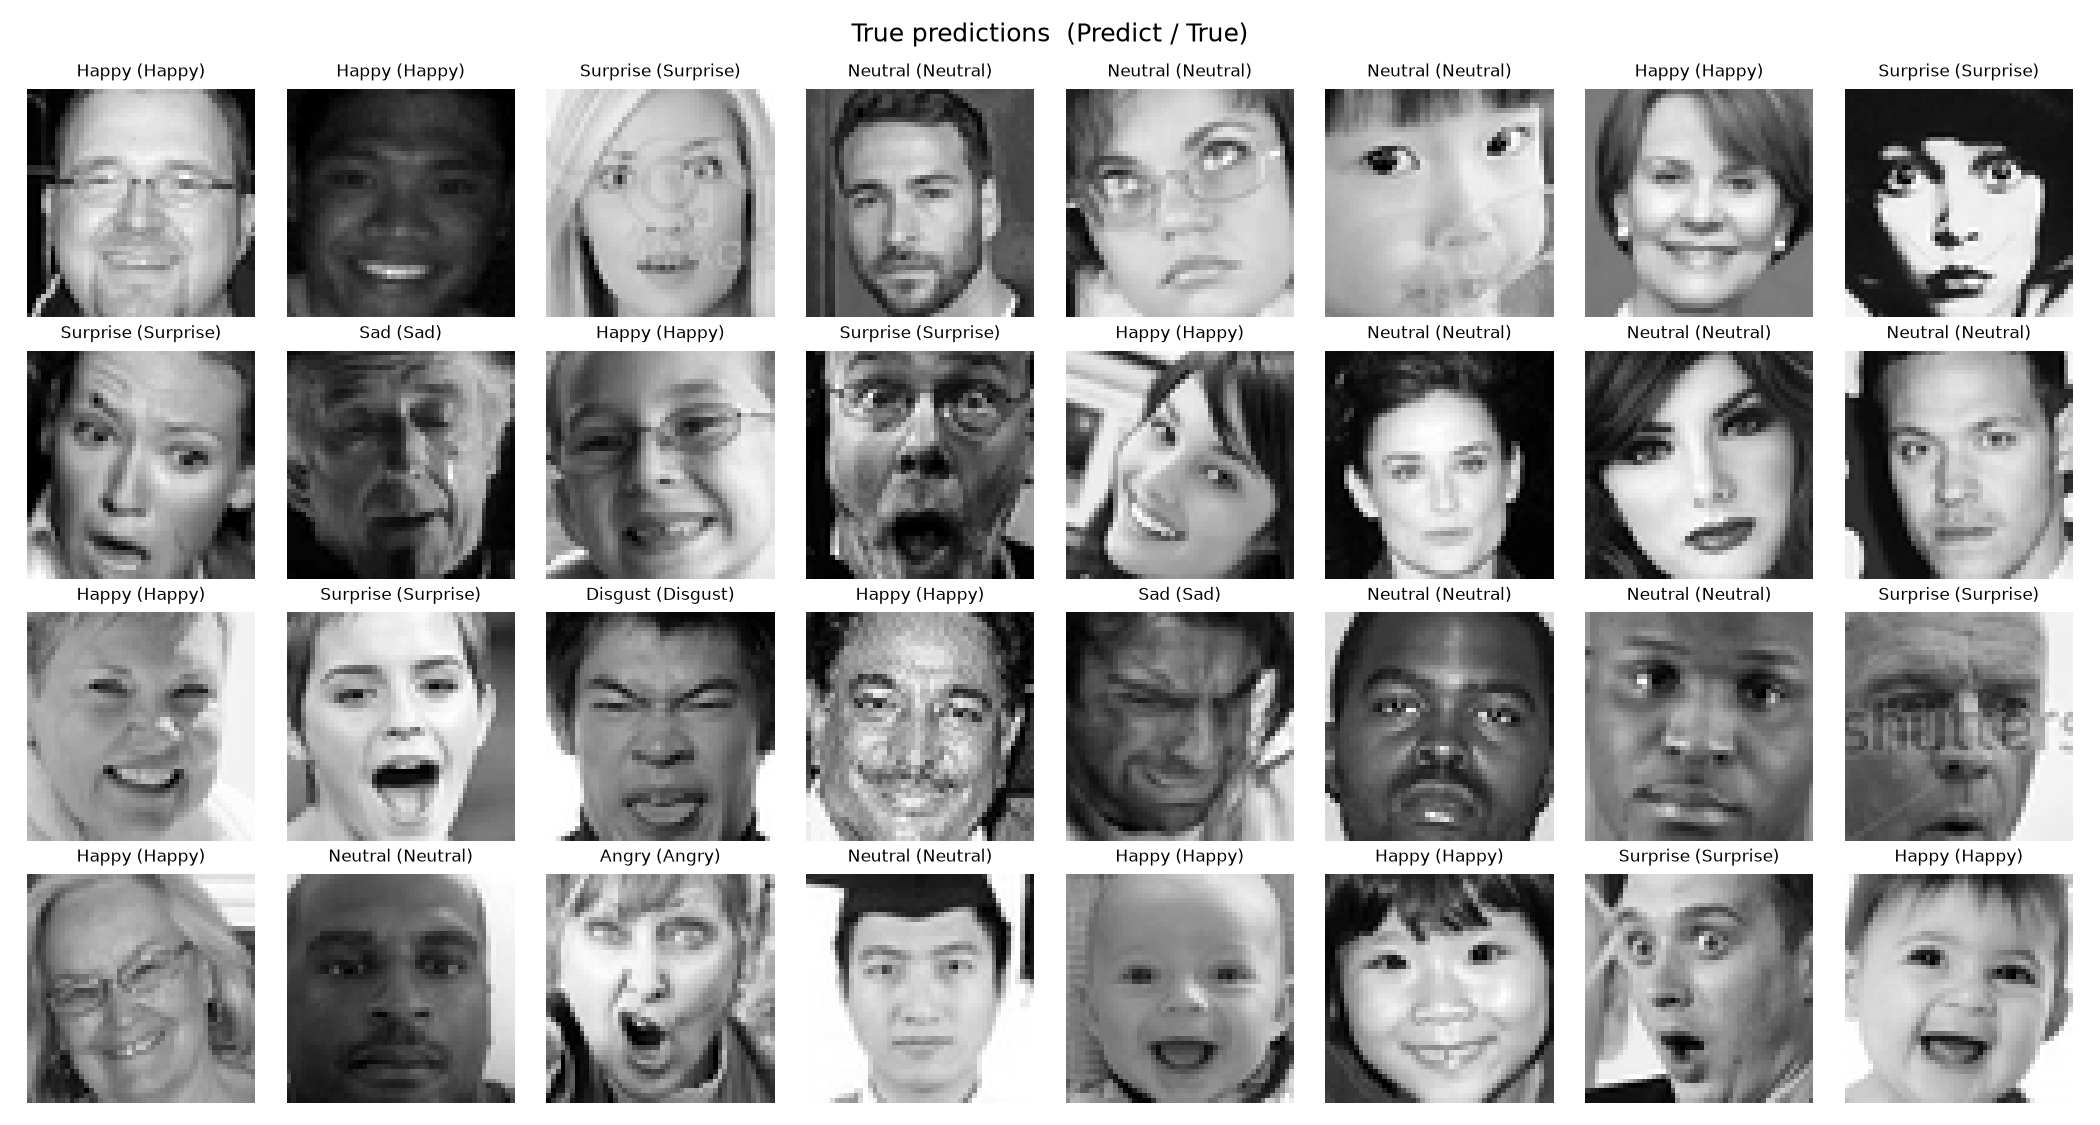 True predictions  (Predict / True)
Happy (Happy) Happy (Happy) Surprise (Surprise) Neutral (Neutral) Neutral (Neutral) Neutral (Neutral) Happy (Happy) Surprise (Surprise)
Surprise (Surprise) Sad (Sad) Happy (Happy) Surprise (Surprise) Happy (Happy) Neutral (Neutral) Neutral (Neutral) Neutral (Neutral)
Happy (Happy) Surprise (Surprise) Disgust (Disgust) Happy (Happy) Sad (Sad) Neutral (Neutral) Neutral (Neutral) Surprise (Surprise)
shutters
Happy (Happy) Neutral (Neutral) Angry (Angry) Neutral (Neutral) Happy (Happy) Happy (Happy) Surprise (Surprise) Happy (Happy)